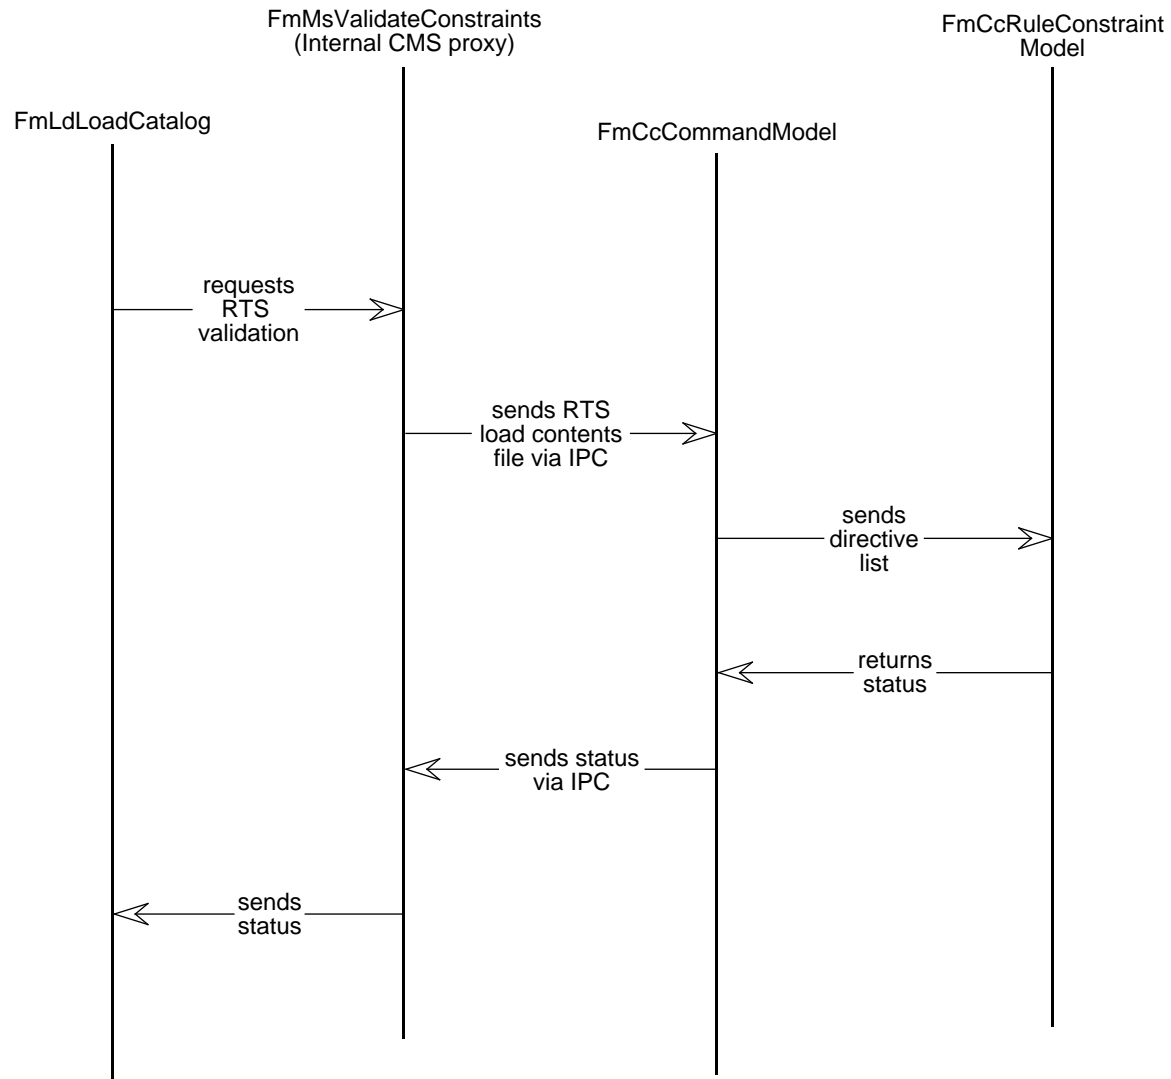 FmMsValidateConstraints
(Internal CMS proxy)
FmCcRuleConstraint
Model
FmLdLoadCatalog
FmCcCommandModel
requests
RTS
validation
sends RTS
load contents
file via IPC
sends
directive
list
returns
status
sends status
via IPC
sends
status